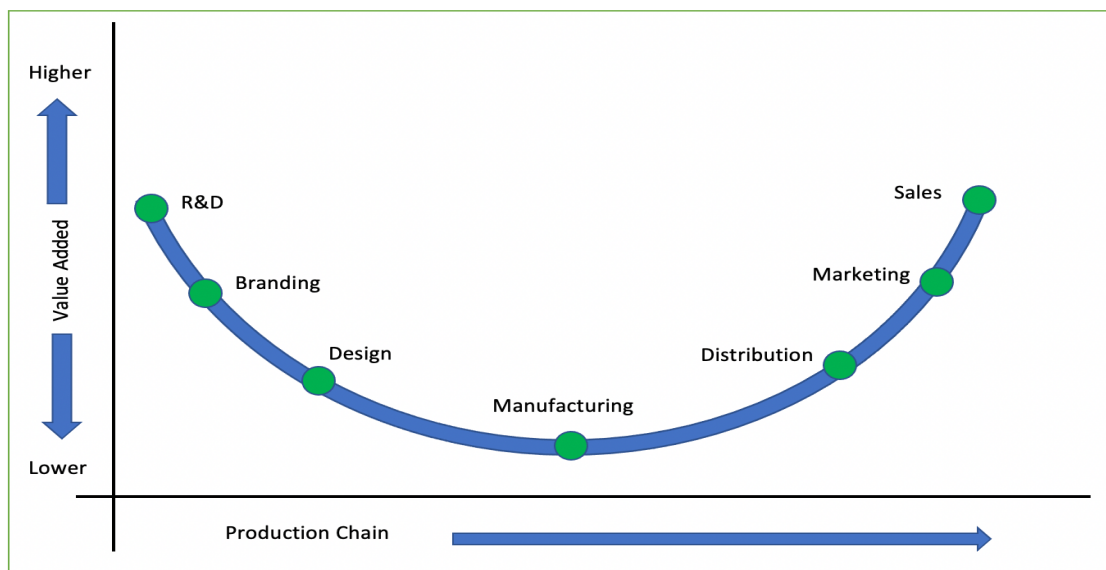 Higher
Value Added
Lower
R&D
Branding
Design
Manufacturing
Distribution
Marketing
Sales
Production Chain